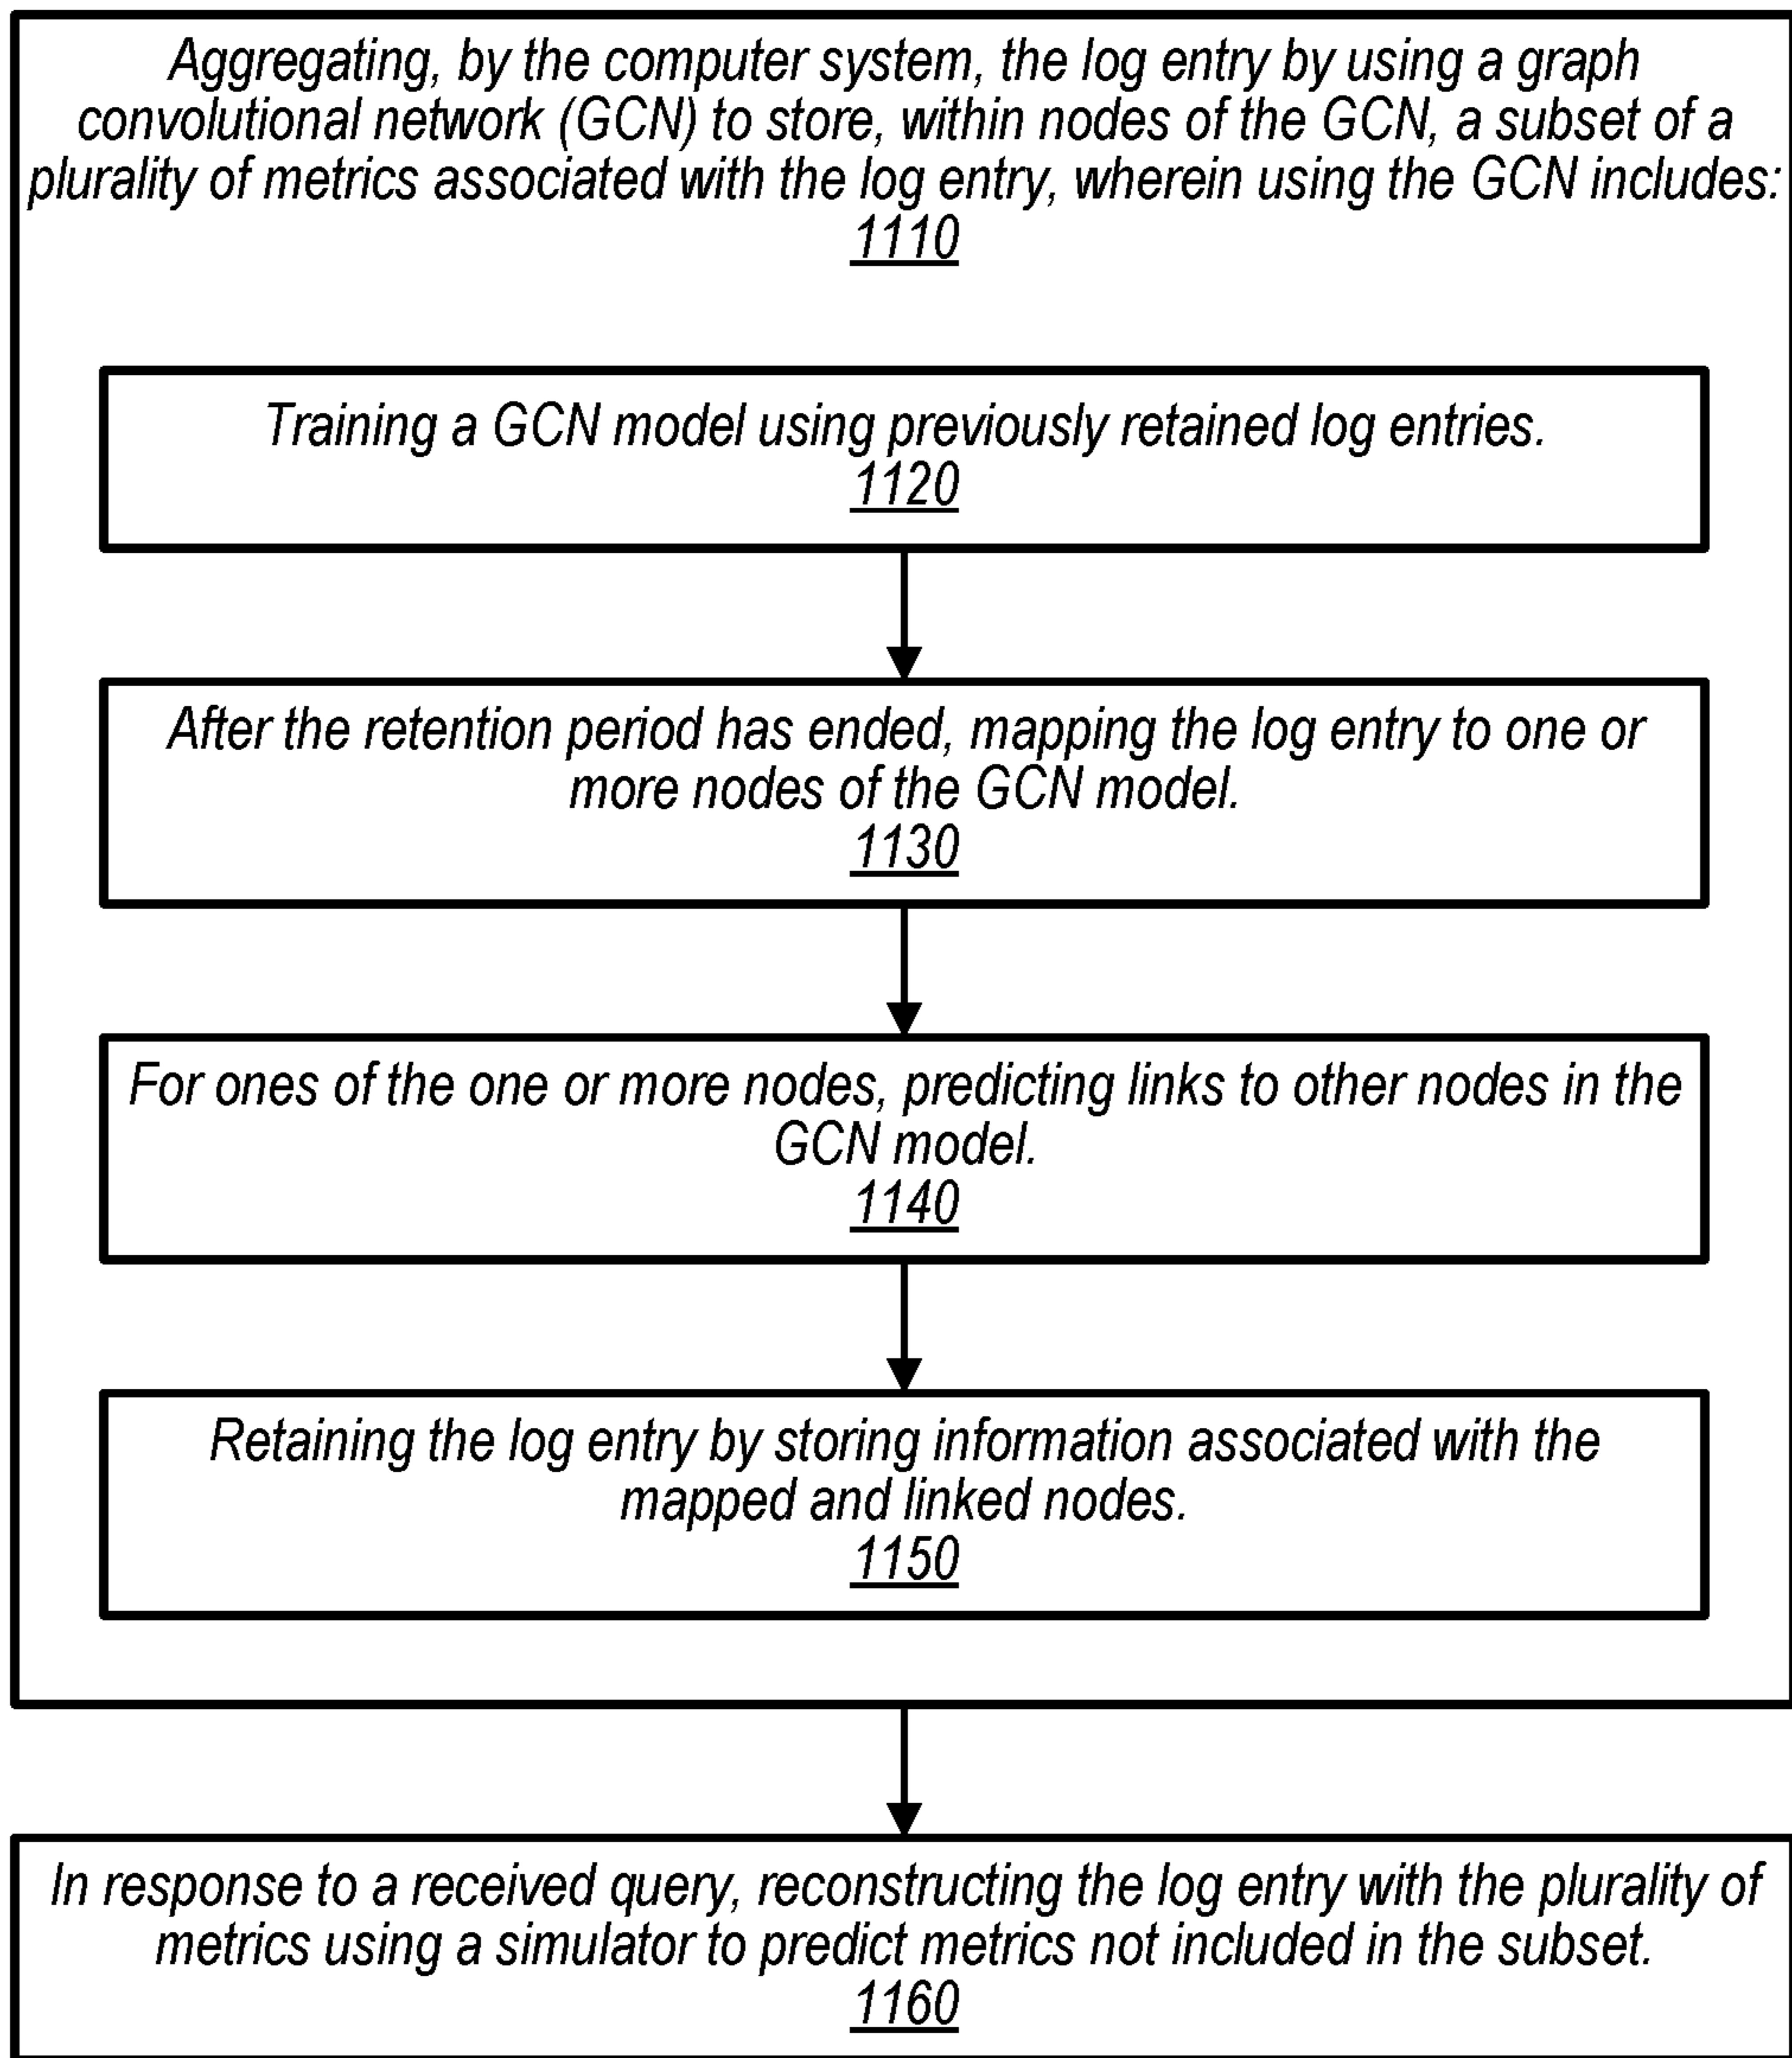 Aggregating, by the computer system, the log entry by using a graph
convolutional network (GCN) to store, within nodes of the GCN, a subset of a
plurality of metrics associated with the log entry, wherein using the GCN includes:
1110
Training a GCN model using previously retained log entries.
1120
After the retention period has ended, mapping the log entry to one or
more nodes of the GCN model.
1130
For ones of the one or more nodes, predicting links to other nodes in the
GCN model.
1140
Retaining the log entry by storing information associated with the
mapped and linked nodes.
1150
In response to a received query, reconstructing the log entry with the plurality of
metrics using a simulator to predict metrics not included in the subset.
1160